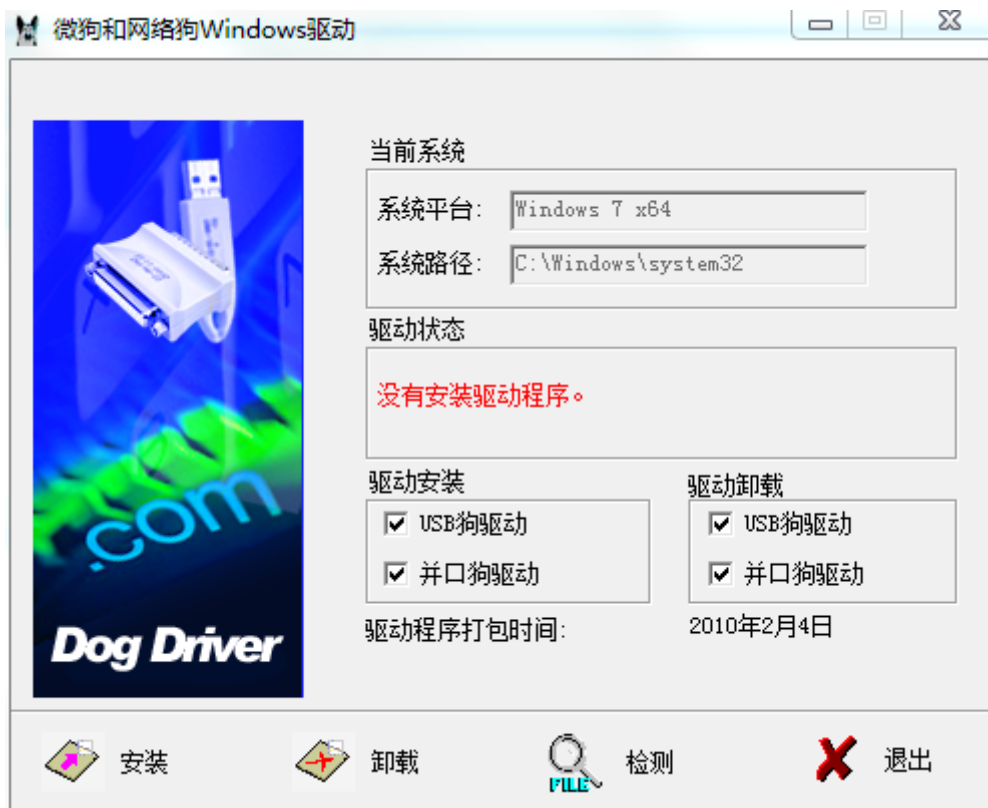 微狗和网络狗Windows驱动
当前系统
系统平台: Windows 7 x64
系统路径: C:\Windows\system32
驱动状态
没有安装驱动程序。
驱动安装 驱动卸载
USB狗驱动 USB狗驱动
并口狗驱动 并口狗驱动
驱动程序打包时间: 2010年2月4日
.com
Dog Driver
安装 卸载 FILE 检测 退出